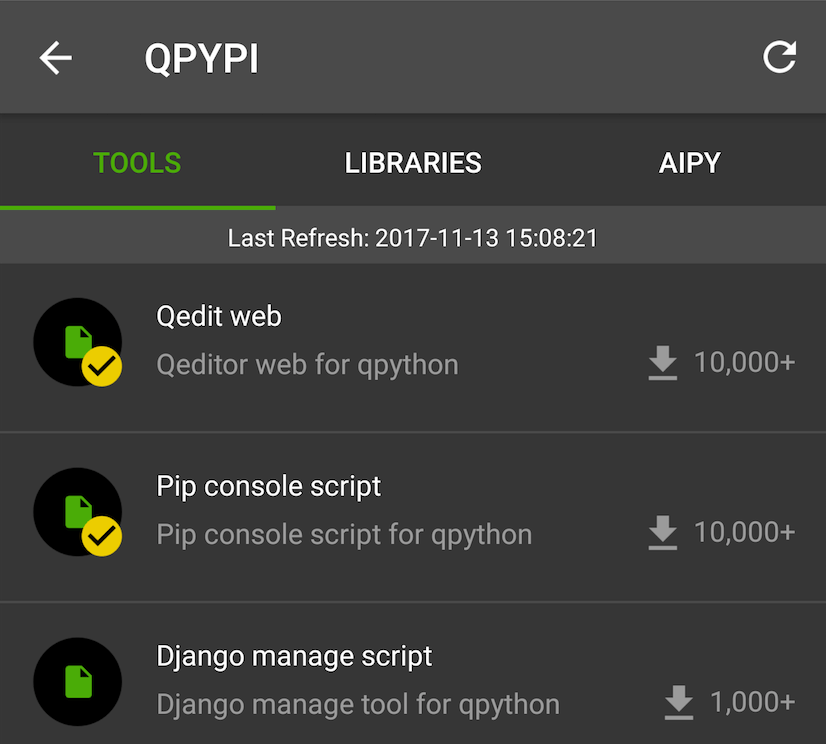 QPYPI
TOOLS LIBRARIES AIPY
Last Refresh: 2017-11-13 15:08:21
Qedit web
Qeditor web for qpython 10,000+
Pip console script
Pip console script for qpython 10,000+
Django manage script
Django manage tool for qpython 1,000+